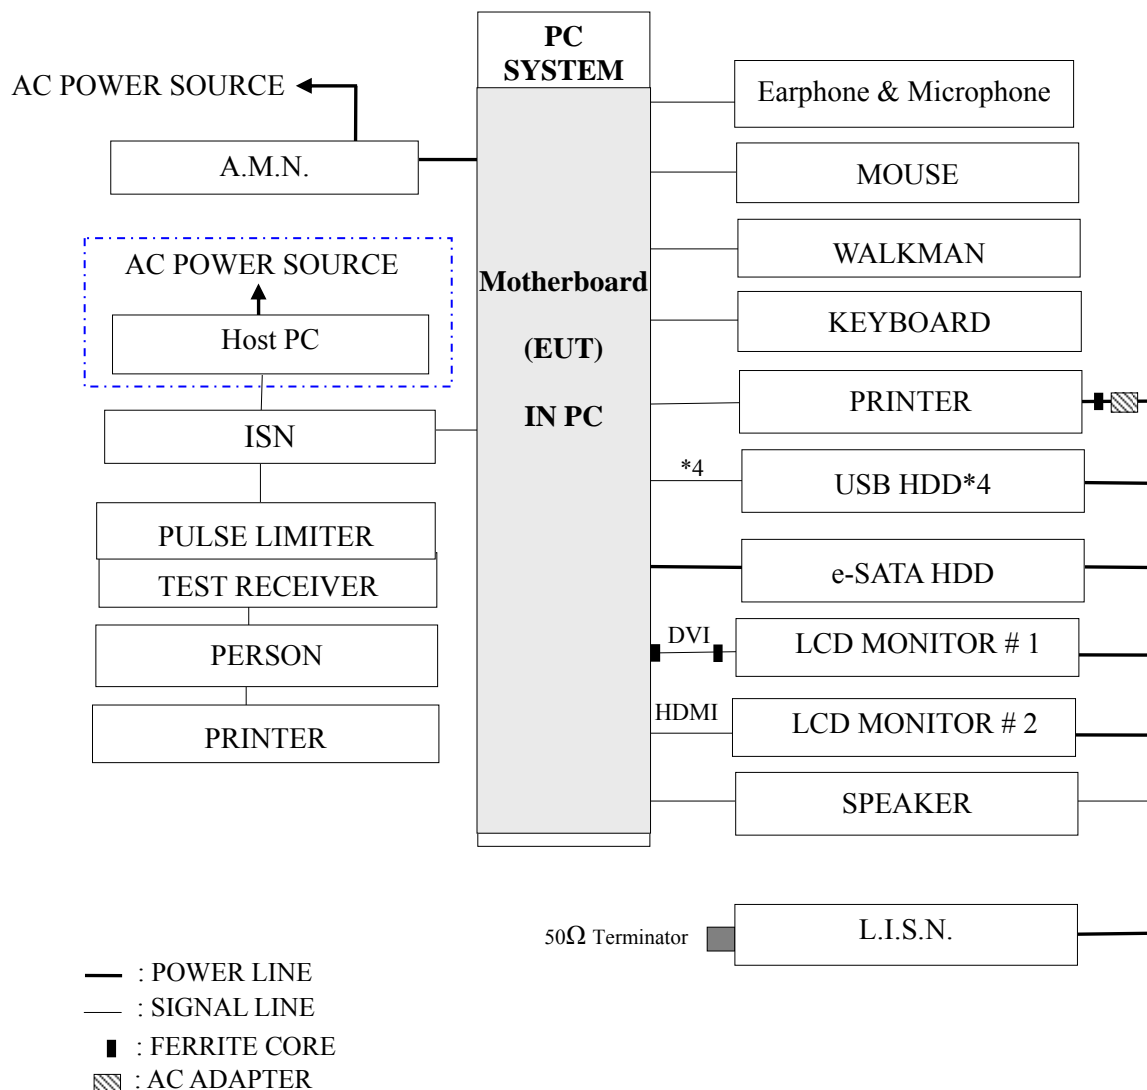 PC
SYSTEM
AC POWER SOURCE
A.M.N.
AC POWER SOURCE
Host PC
ISN
PULSE LIMITER
TEST RECEIVER
PERSON
PRINTER
Motherboard
(EUT)
IN PC
Earphone & Microphone
MOUSE
WALKMAN
KEYBOARD
PRINTER
*4
USB HDD*4
e-SATA HDD
DVI
LCD MONITOR # 1
HDMI
LCD MONITOR # 2
SPEAKER
50Ω Terminator
L.I.S.N.
: POWER LINE
: SIGNAL LINE
: FERRITE CORE
: AC ADAPTER